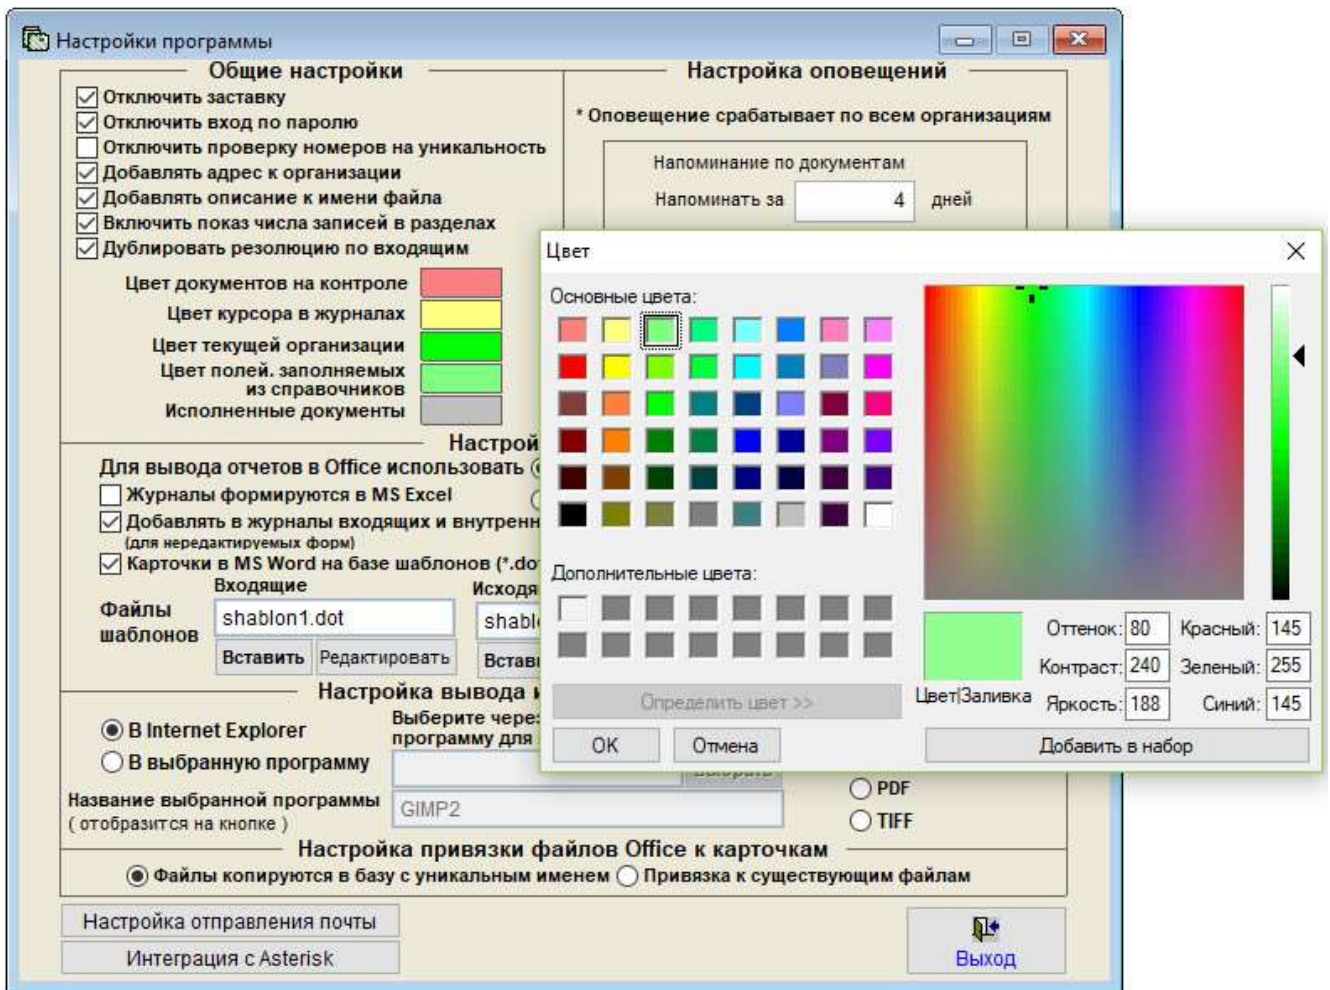 Настройки программы
Общие настройки
Отключить заставку
Отключить вход по паролю
Отключить проверку номеров на уникальность
Добавлять адрес к организации
Добавлять описание к имени файла
Включить показ числа записей в разделах
Дублировать резолюцию по входящим
Цвет документов на контроле
Цвет курсора в журналах
Цвет текущей организации
Цвет полей. заполняемых
из справочников
Исполненные документы
Настройка оповещений
* Оповещение срабатывает по всем организациям
Напоминание по документам
Напоминать за 4 дней
Настрой
Для вывода отчетов в Office использовать
Журналы формируются в MS Excel
Добавлять в журналы входящих и внутренн
(для нередактируемых форм)
Карточки в MS Word на базе шаблонов (*.do
Входящие
Исходя
Файлы
шаблонов
shablon1.dot
shabl
Вставить Редактировать
Встав
Настройка вывода и
В Internet Explorer
В выбранную программу
Выберите чере
программу для
Название выбранной программы
( отобразится на кнопке )
GIMP2
PDF
TIFF
Настройка привязки файлов Office к карточкам
Файлы копируются в базу с уникальным именем Привязка к существующим файлам
Настройка отправления почты
Интеграция с Asterisk
Выход
Цвет
Основные цвета:
Дополнительные цвета:
Определить цвет >>
OK Отмена
Цвет|Заливка
Оттенок: 80 Красный: 145
Контраст: 240 Зеленый: 255
Яркость: 188 Синий: 145
Добавить в набор